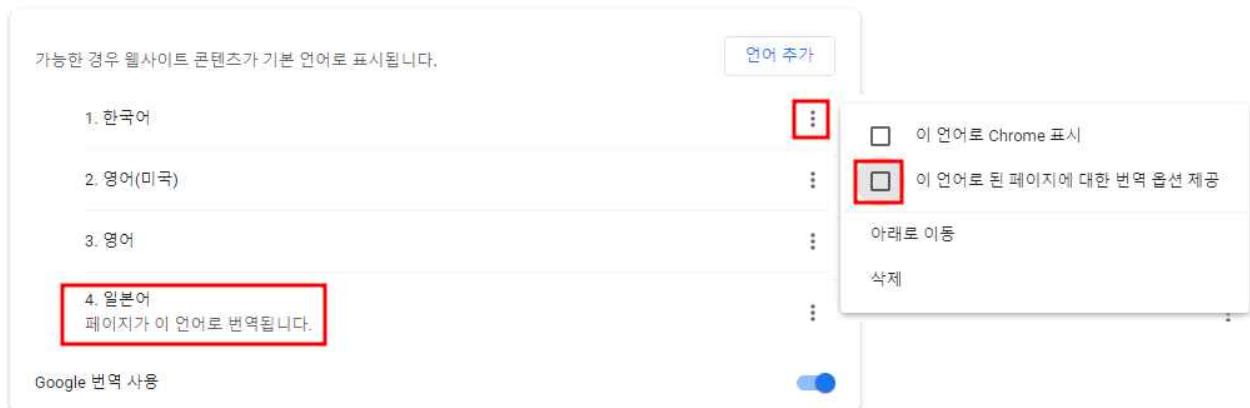 가능한 경우 웹사이트 콘텐츠가 기본 언어로 표시됩니다.
언어 추가
1. 한국어
2. 영어(미국)
3. 영어
4. 일본어
페이지가 이 언어로 번역됩니다.
Google 번역 사용
이 언어로 Chrome 표시
이 언어로 된 페이지에 대한 번역 옵션 제공
아래로 이동
삭제